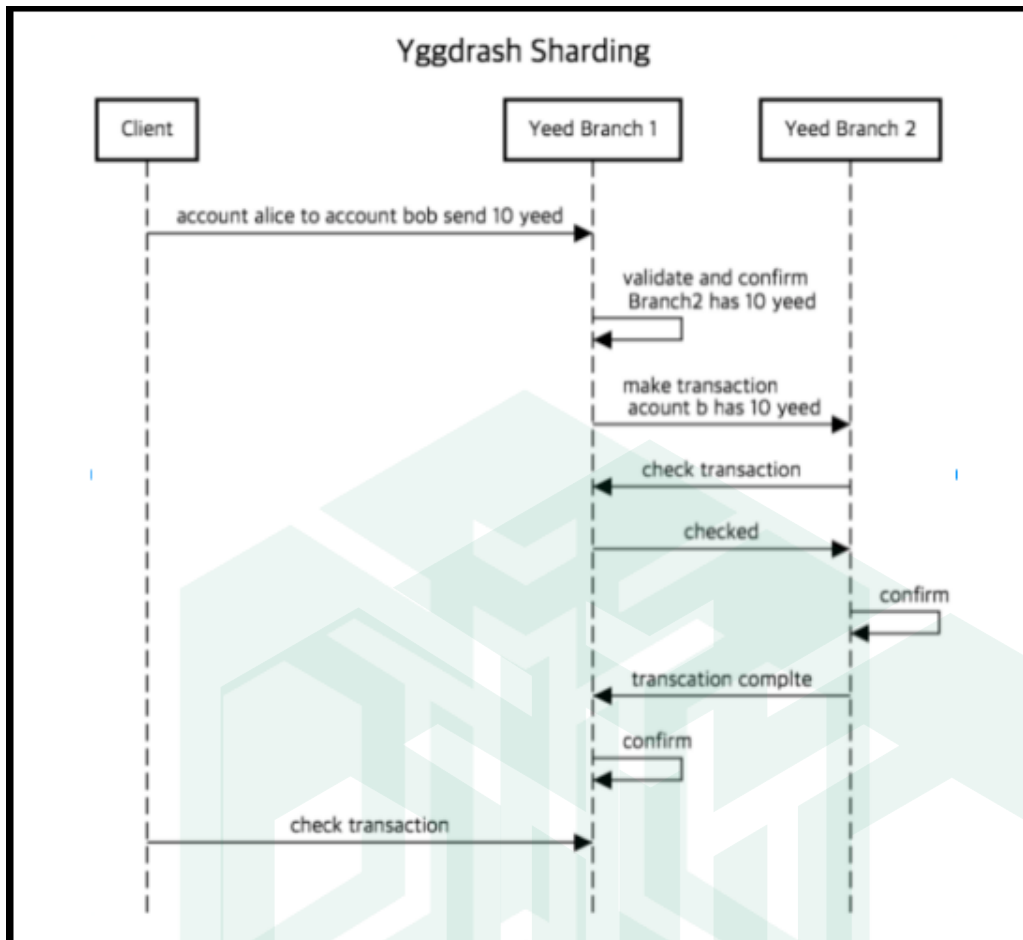 Yggdrash Sharding
Client
Yeed Branch 1
Yeed Branch 2
account alice to account bob send 10 yeed
validate and confirm
Branch2 has 10 yeed
make transaction
acount b has 10 yeed
check transaction
checked
confirm
transcation complte
confirm
check transaction